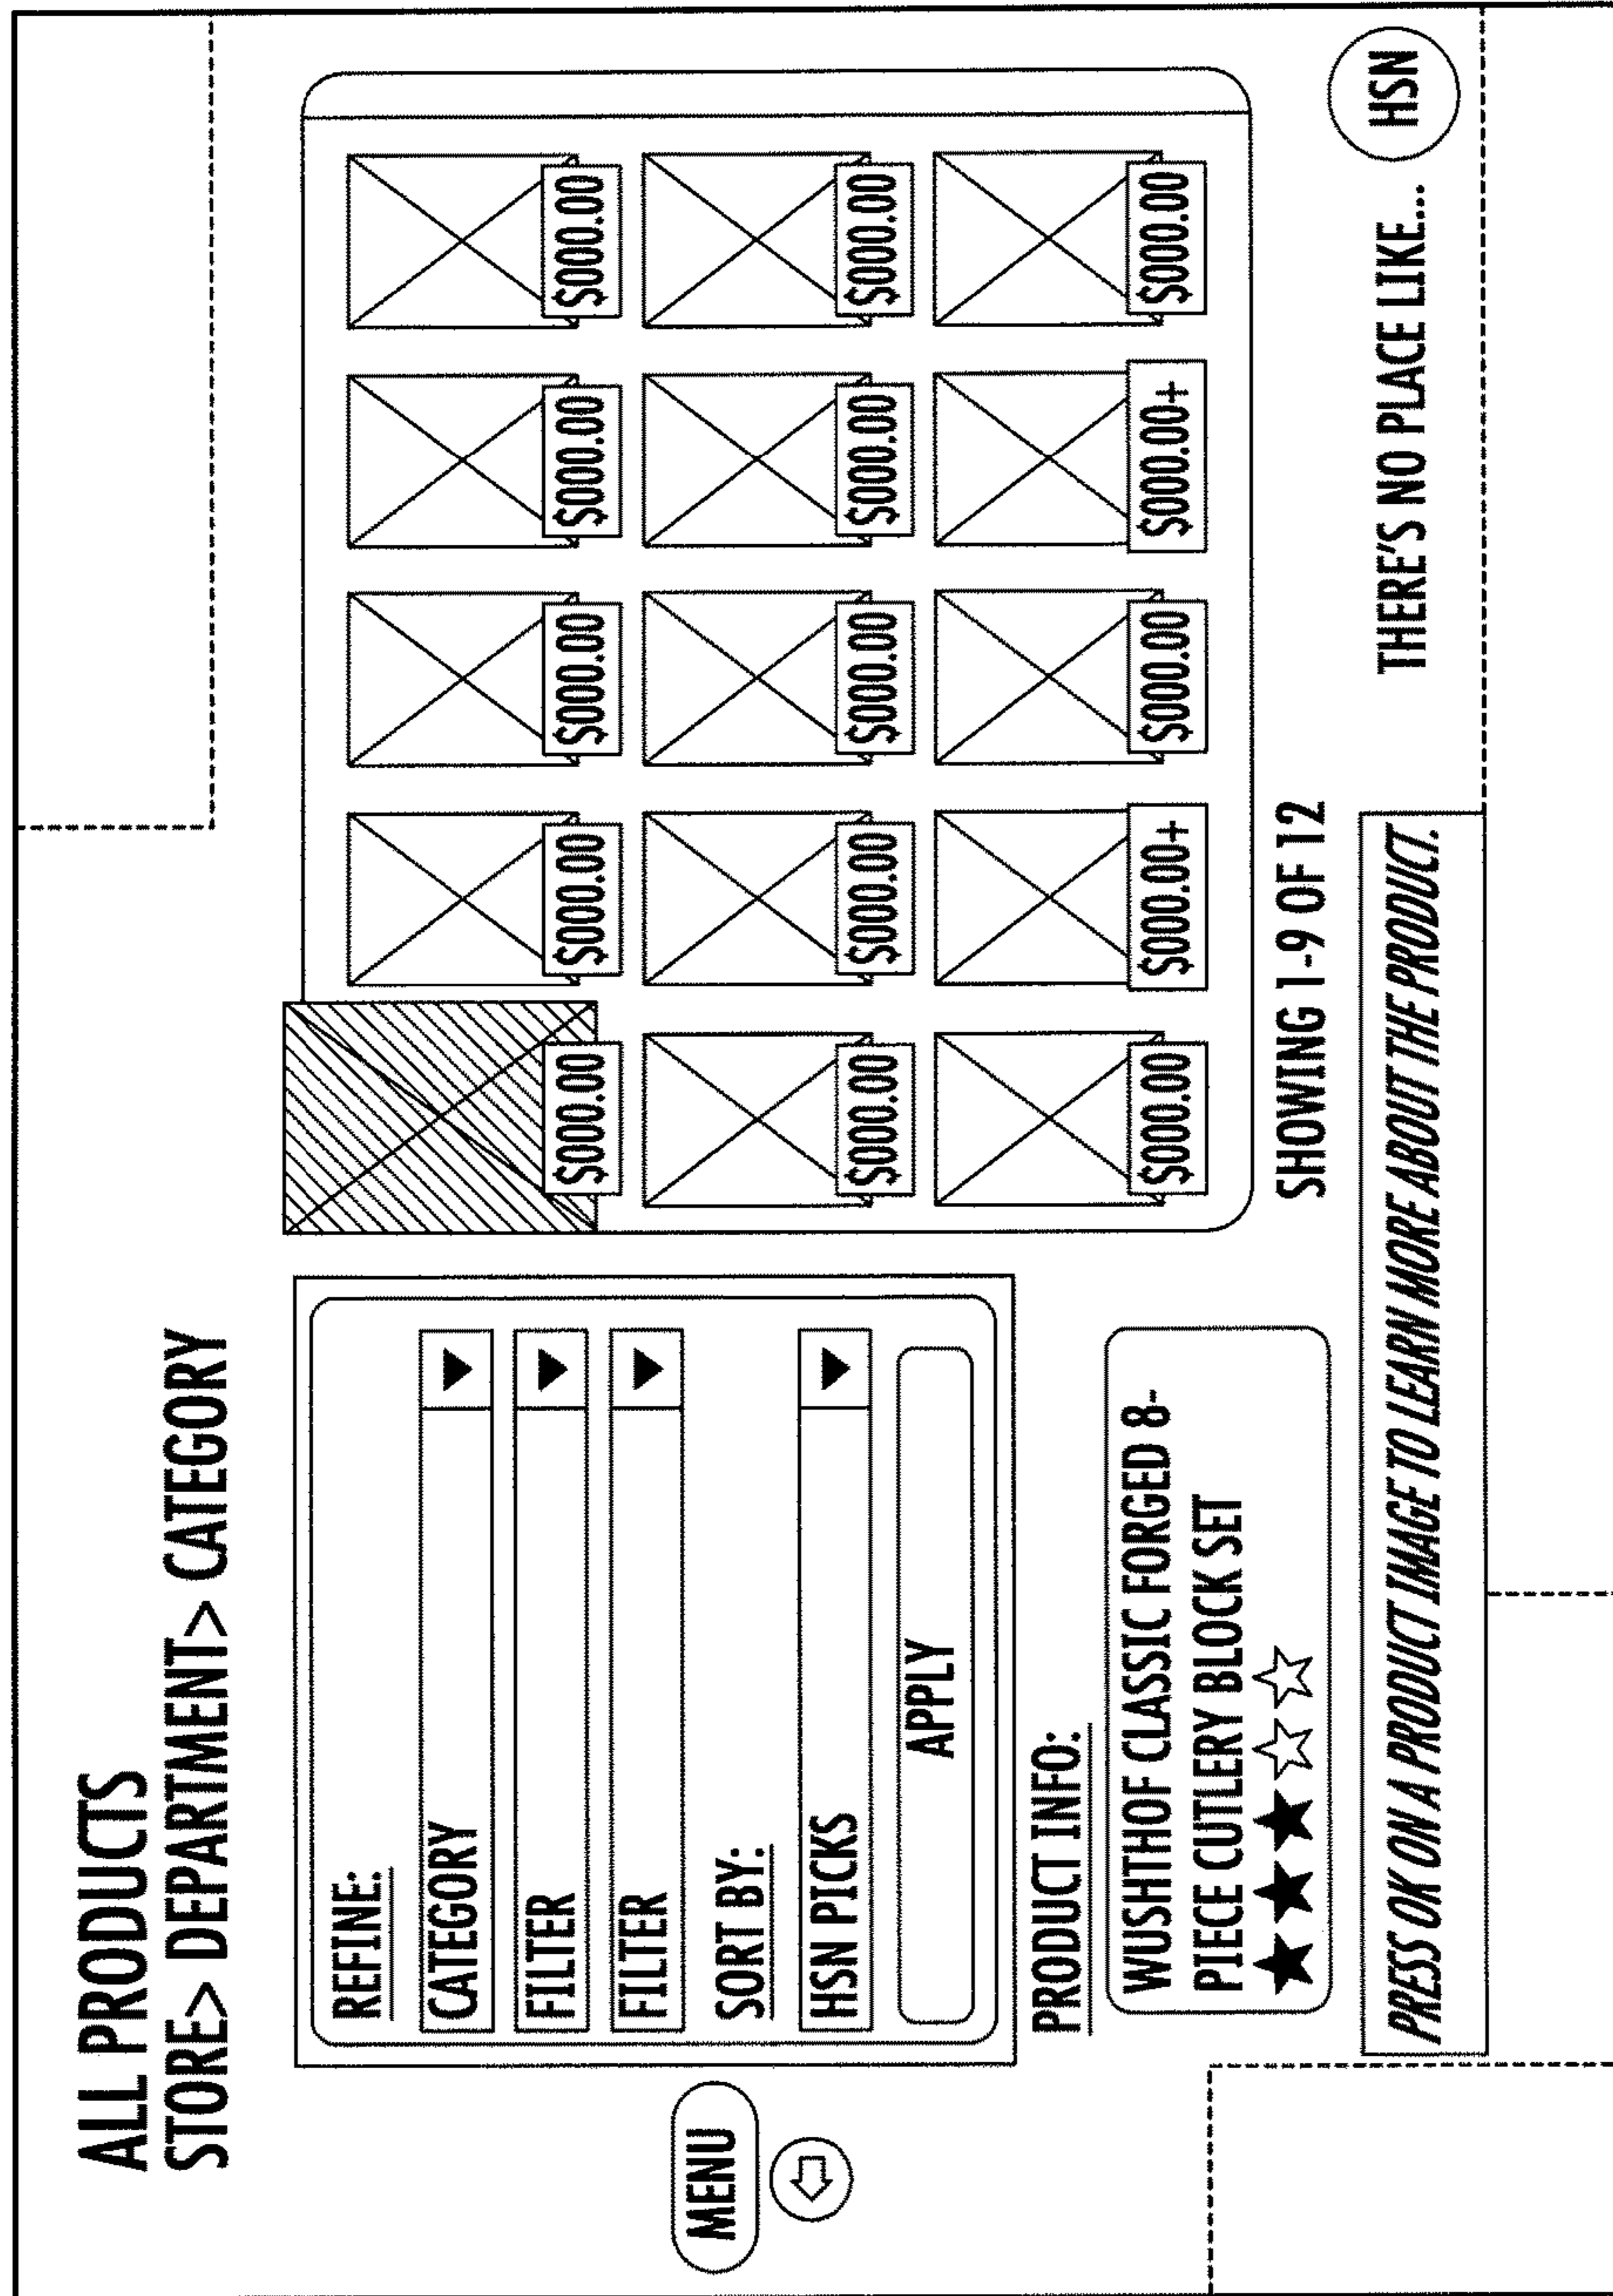 ALL PRODUCTS
STORE> DEPARTMENT> CATEGORY
MENU
REFINE:
CATEGORY
FILTER
FILTER
SORT BY:
HSN PICKS
APPLY
PRODUCT INFO:
WUSHTHOF CLASSIC FORGED 8-
PIECE CUTLERY BLOCK SET
$000.00 $000.00 $000.00 $000.00 $000.00
$000.00 $000.00 $000.00 $000.00 $000.00
$000.00 $000.00+ $000.00 $000.00+ $000.00
SHOWING 1-9 OF 12
PRESS OK ON A PRODUCT IMAGE TO LEARN MORE ABOUT THE PRODUCT.
THERE'S NO PLACE LIKE... HSN